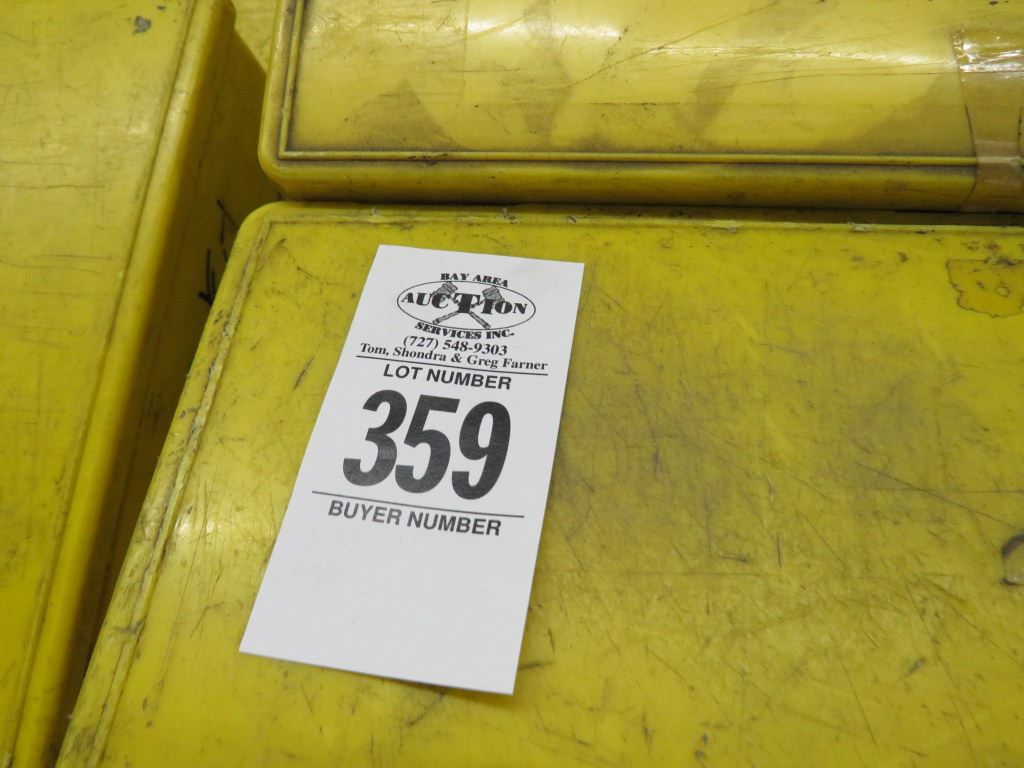 BAY AREA
AUCTION
SERVICES INC.
(727) 548-9303
Tom, Shondra & Greg Farner
LOT NUMBER
359
BUYER NUMBER